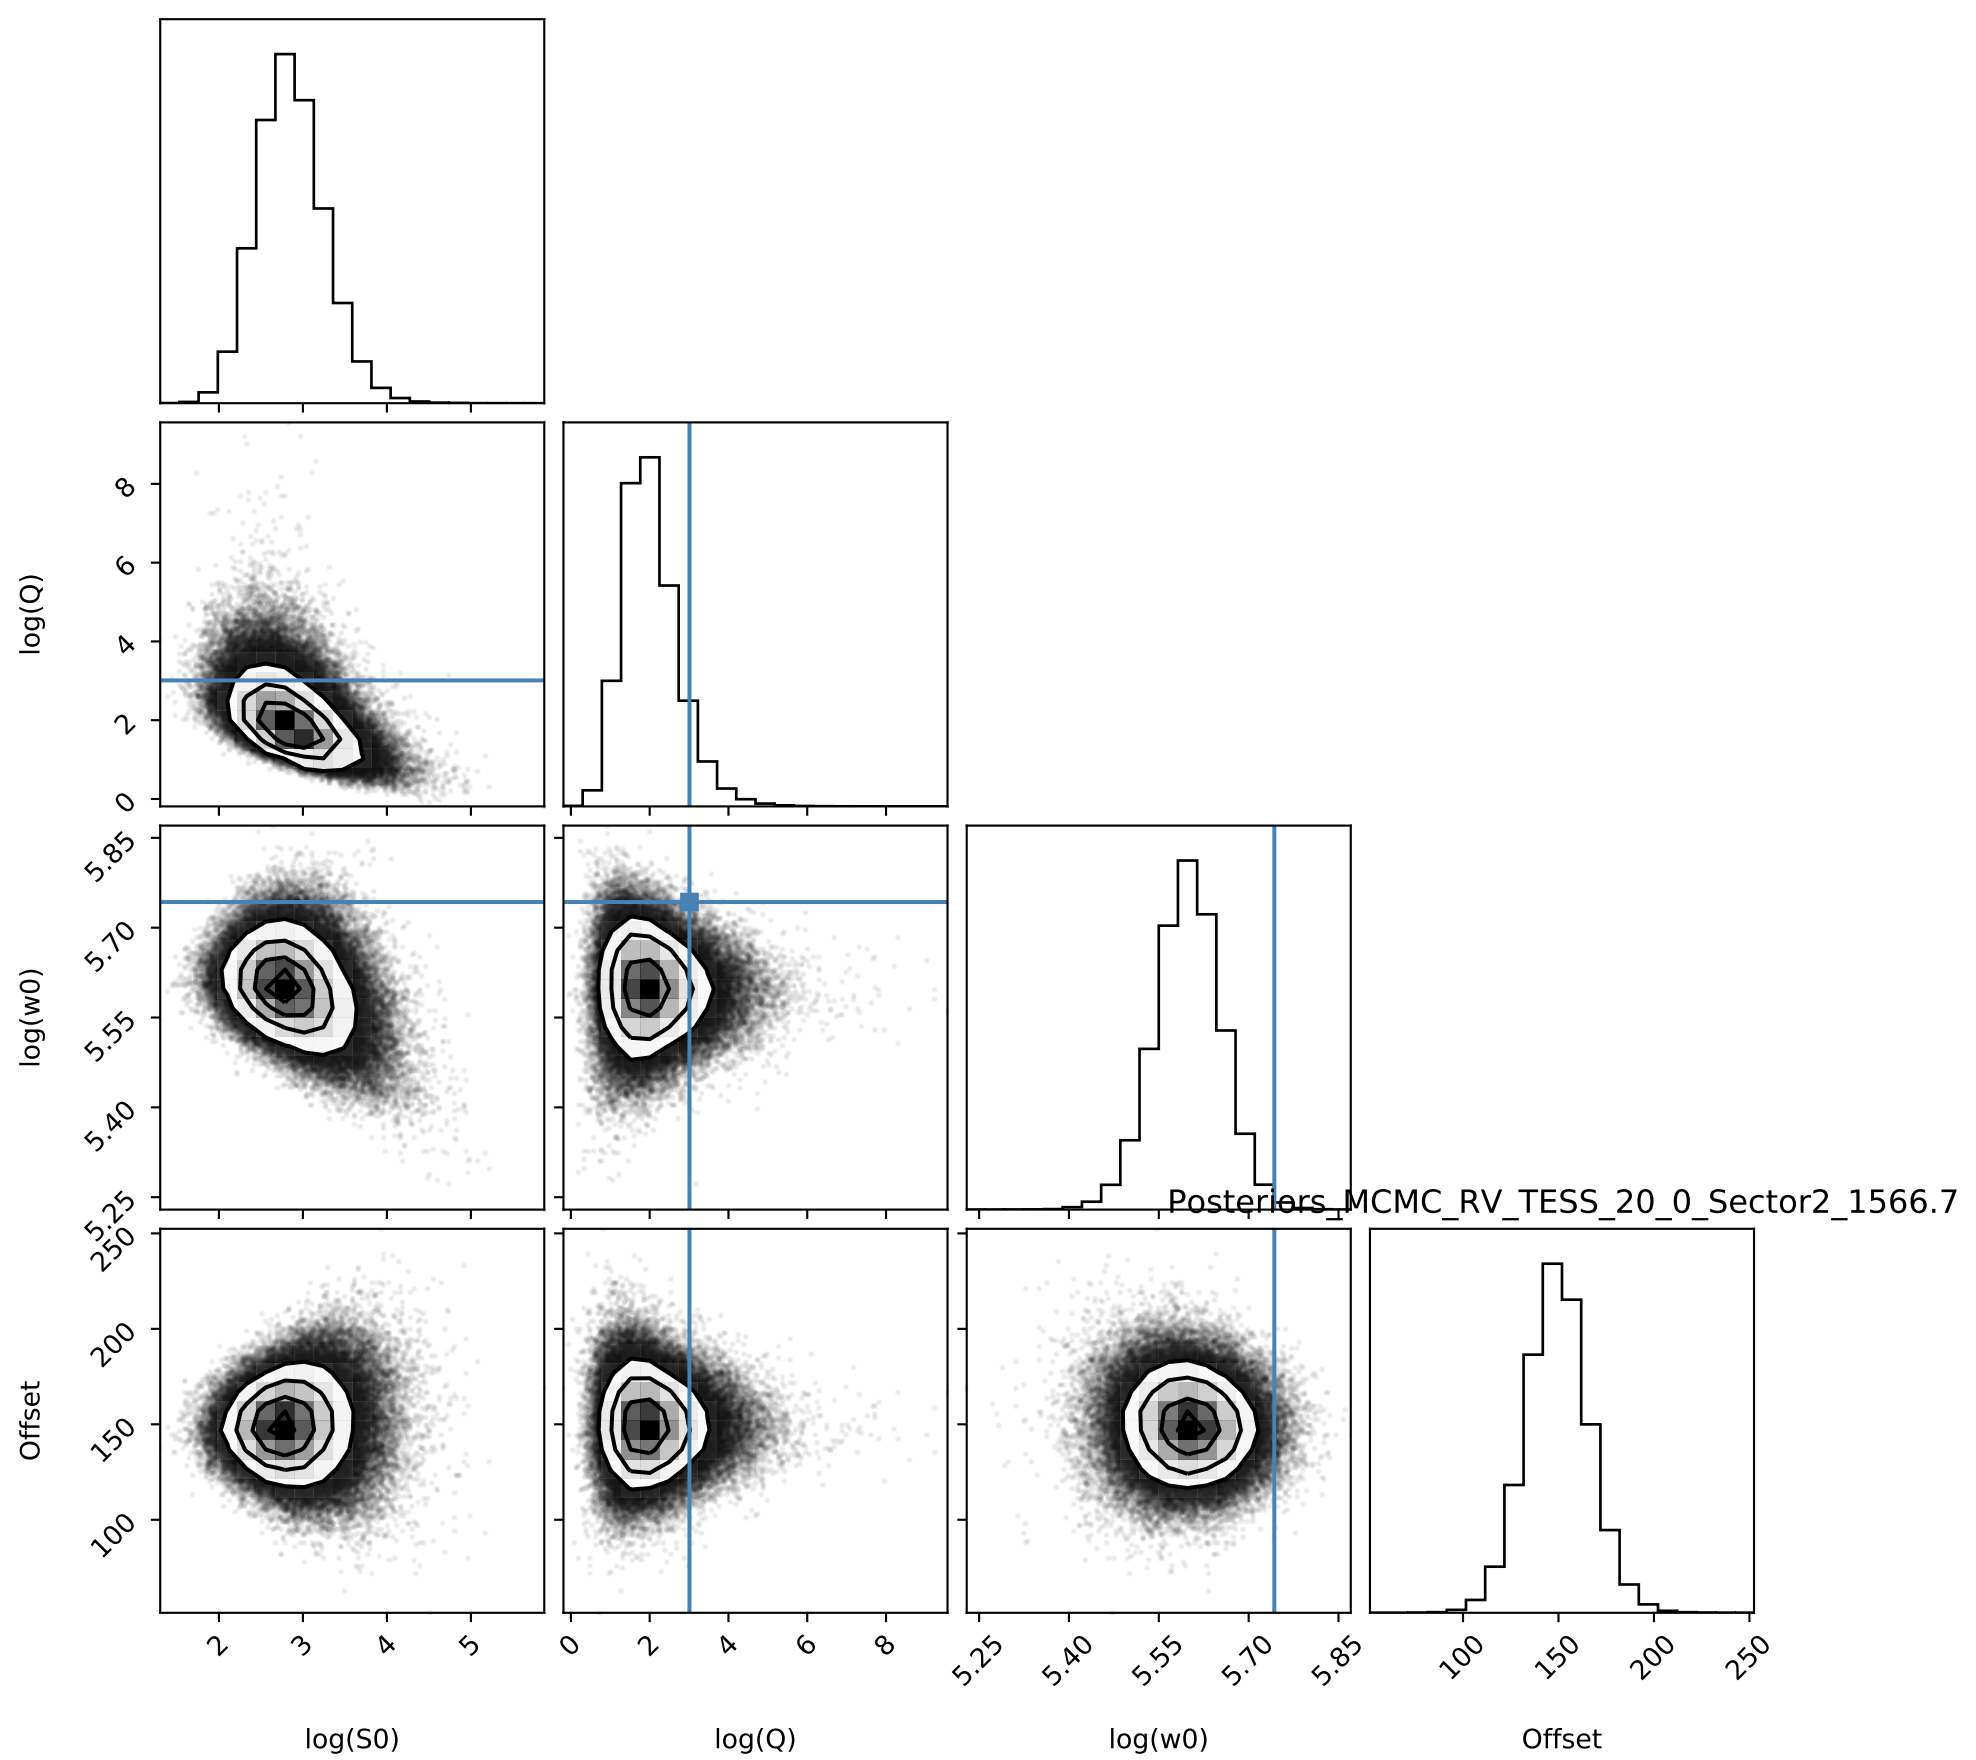 8
6
4
2
0
log(Q)
5.85
5.70
5.55
5.40
5.25
log(w0)
Posteriors_MCMC_RV_TESS_20_0_Sector2_1566.7
250
200
150
100
Offset
2 3 4 5
0 2 4 6 8
5.25 5.40 5.55 5.70 5.85
100 150 200 250
log(S0) log(Q) log(w0) Offset